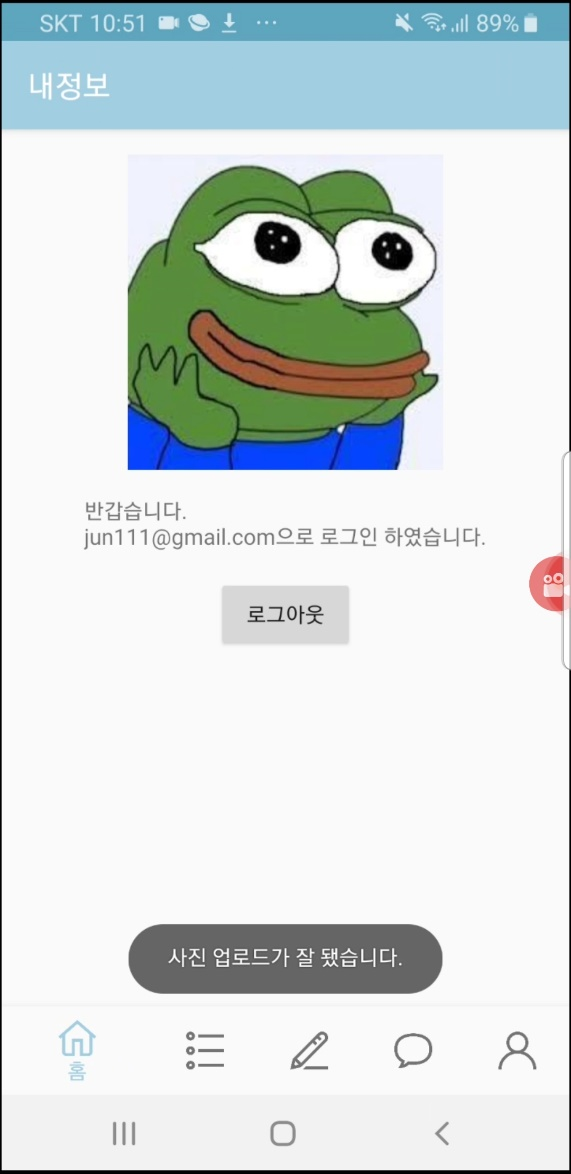 SKT 10:51 89%
내정보
반갑습니다.
jun111@gmail.com으로 로그인 하였습니다.
로그아웃
사진 업로드가 잘 됐습니다.
홈